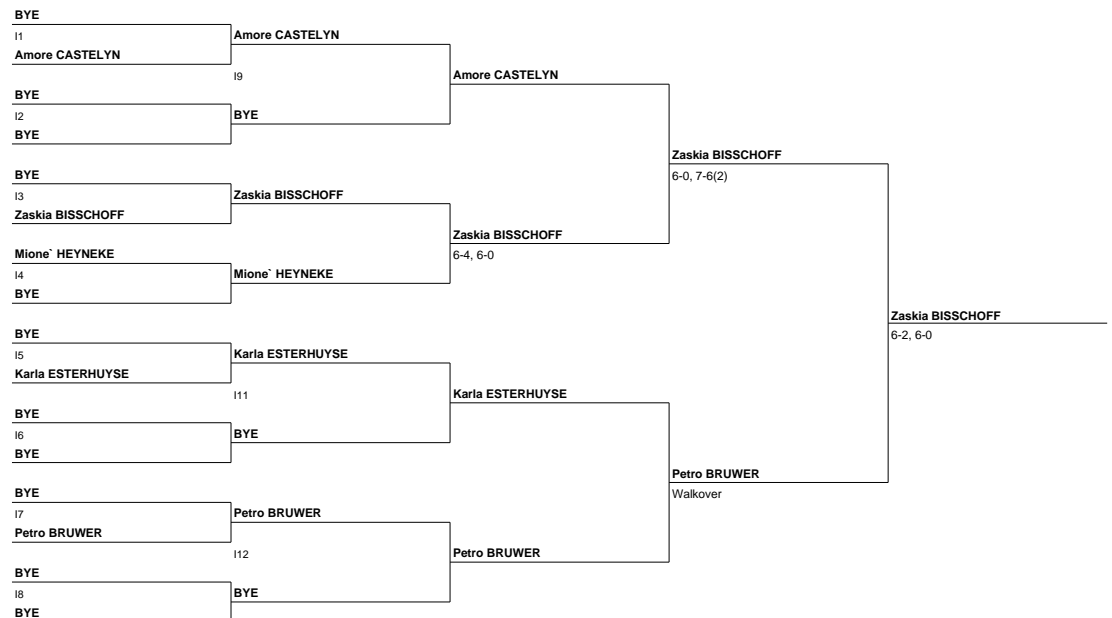 BYE
I1
Amore CASTELYN
Amore CASTELYN
I9
Amore CASTELYN
BYE
I2
BYE
BYE
BYE
I3
Zaskia BISSCHOFF
Zaskia BISSCHOFF
Zaskia BISSCHOFF
6-4, 6-0
Zaskia BISSCHOFF
6-0, 7-6(2)
Mione` HEYNEKE
I4
BYE
Mione` HEYNEKE
Zaskia BISSCHOFF
6-2, 6-0
BYE
I5
Karla ESTERHUYSE
Karla ESTERHUYSE
I11
Karla ESTERHUYSE
BYE
I6
BYE
BYE
Petro BRUWER
Walkover
BYE
I7
Petro BRUWER
Petro BRUWER
I12
Petro BRUWER
BYE
I8
BYE
BYE